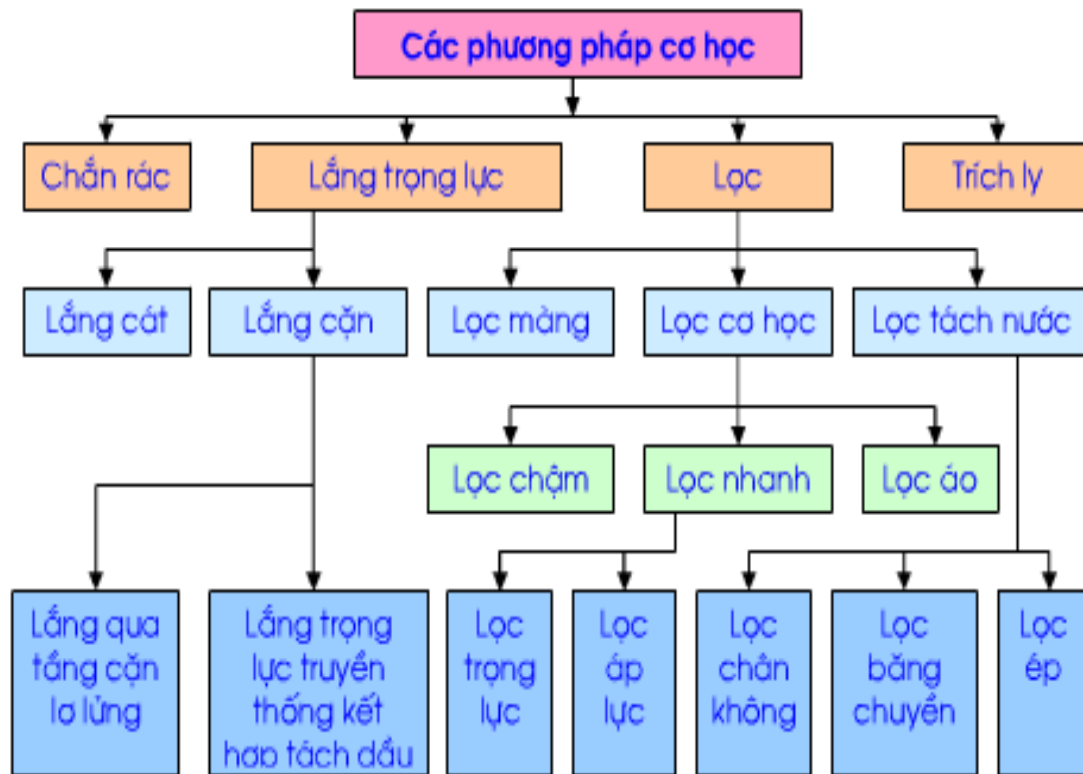 Các phương pháp cơ học
Chắn rác
Lắng trọng lực
Lọc
Trích ly
Lắng cát
Lắng cặn
Lọc màng
Lọc cơ học
Lọc tách nước
Lọc chậm
Lọc nhanh
Lọc áo
Lắng qua
tầng cặn
lơ lửng
Lắng trọng
lực truyền
thống kết
hợp tách dầu
Lọc
trọng
lực
Lọc
áp
lực
Lọc
chân
không
Lọc
băng
chuyền
Lọc
ép